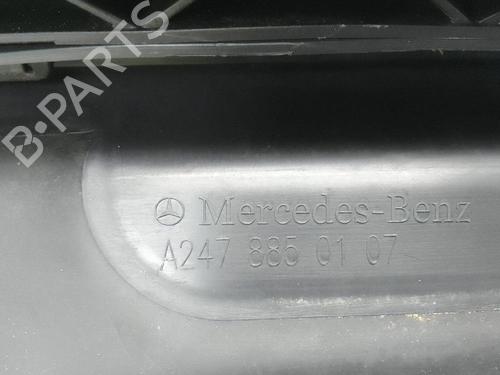 B-PARTS
Mercedes-Benz
A247 885 01 07